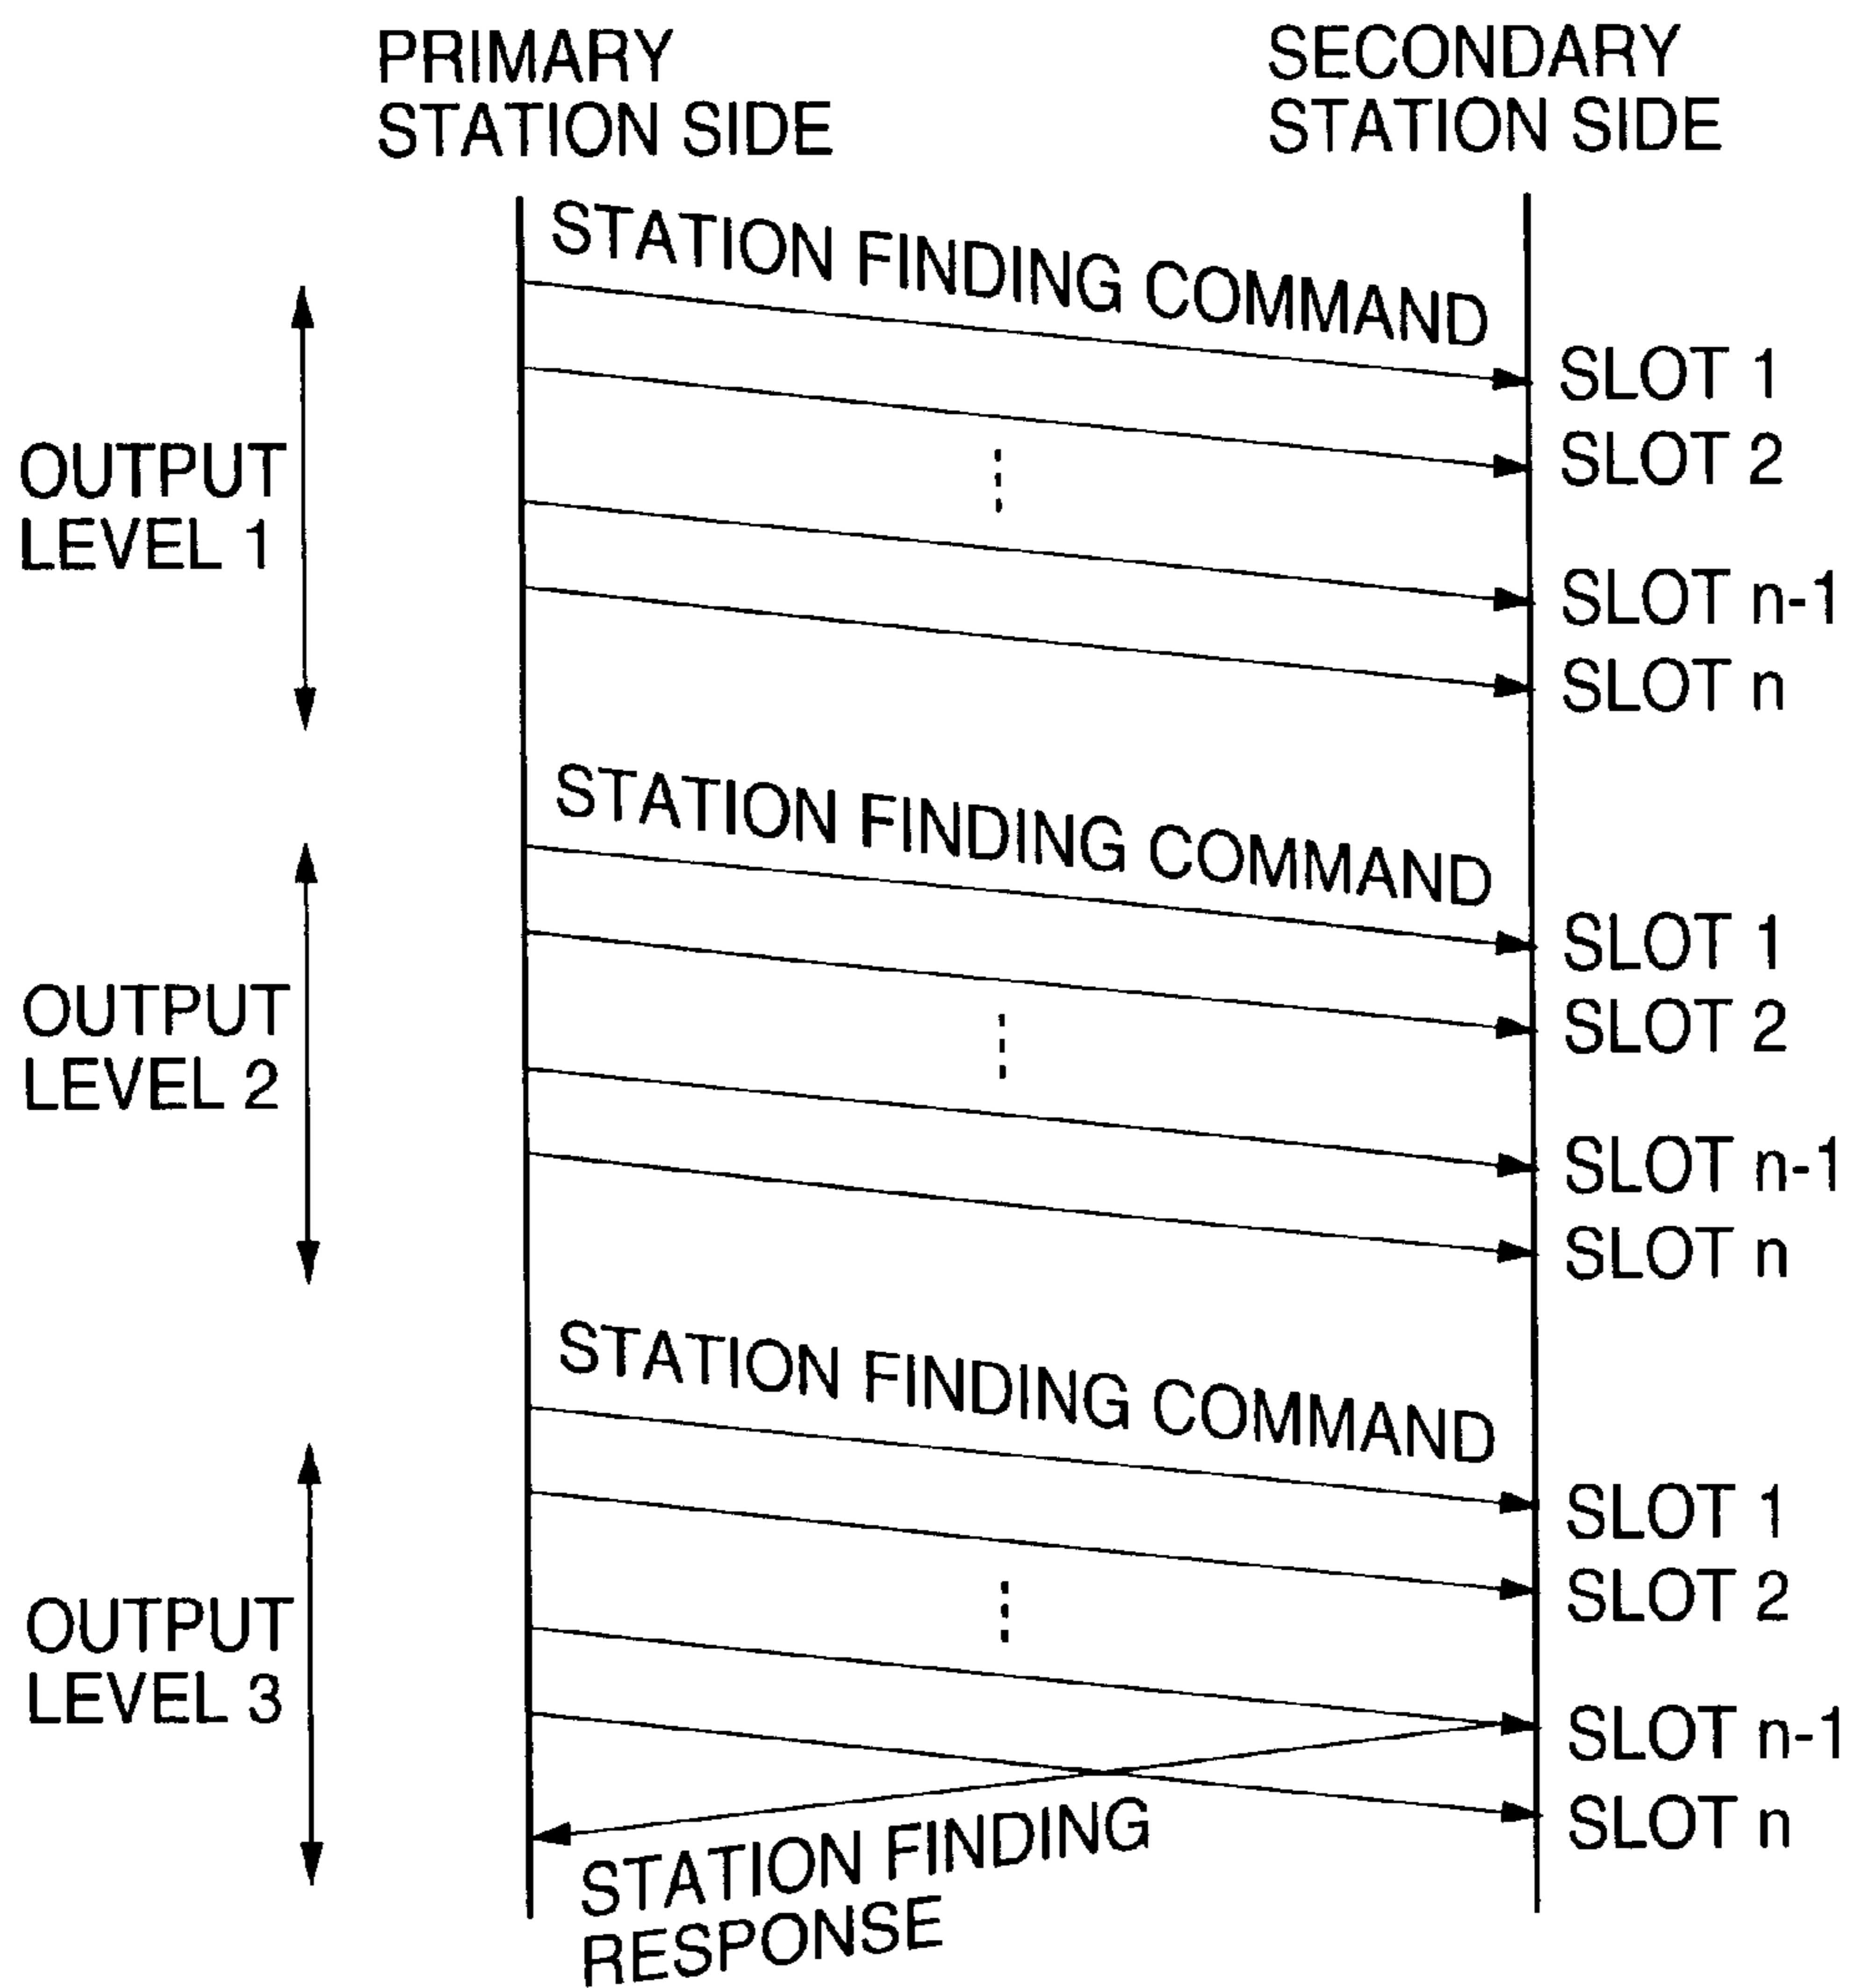 PRIMARY
STATION SIDE
SECONDARY
STATION SIDE
STATION FINDING COMMAND
SLOT 1
SLOT 2
OUTPUT
LEVEL 1
SLOT n-1
SLOT n
STATION FINDING COMMAND
SLOT 1
SLOT 2
OUTPUT
LEVEL 2
SLOT n-1
SLOT n
STATION FINDING COMMAND
SLOT 1
SLOT 2
OUTPUT
LEVEL 3
SLOT n-1
SLOT n
STATION FINDING
RESPONSE